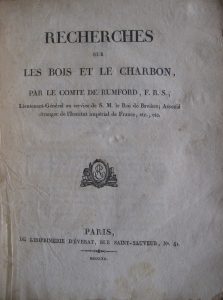 RECHERCHES
SUR
LES BOIS ET LE CHARBON,
PAR LE COMTE DE RUMFORD, F. R. S.,
Lieutenant-Général au service de S. M. le Roi de Bavière; Associé
étranger de l'Institut impérial de France, etc., etc.
PARIS,
DE L'IMPRIMERIE D'ÉVERAT, RUE SAINT-SAUVEUR, N.º 41.